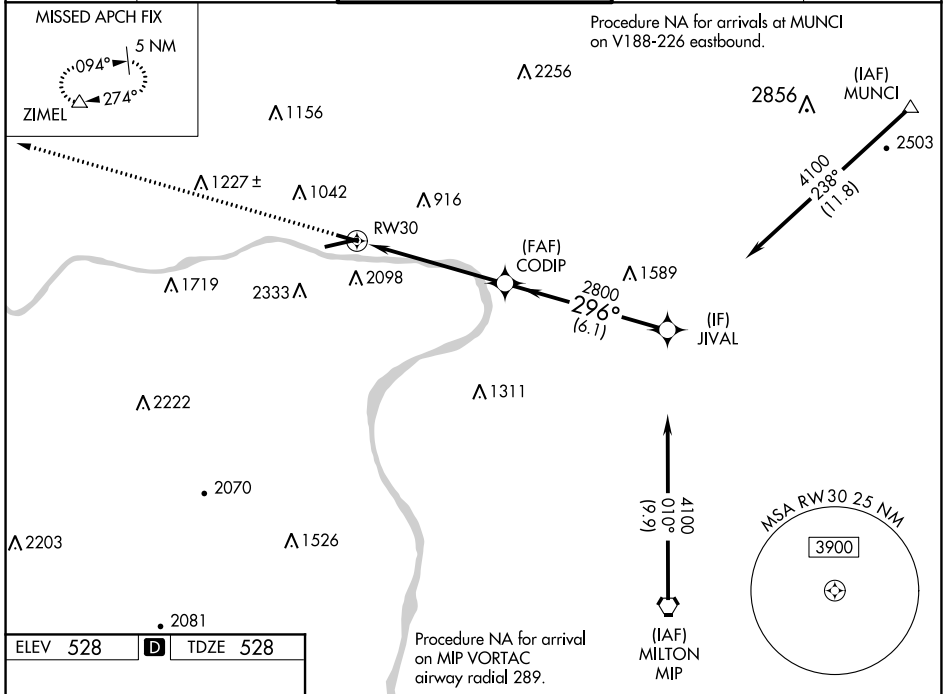 MISSED APCH FIX
5 NM
094°
274°
ZIMEL
Procedure NA for arrivals at MUNCI
on V188-226 eastbound.
2256
2856
(IAF)
MUNCI
2503
1156
4100
238°
(11.8)
1227 ±
1042
916
RW30
(FAF)
CODIP
1589
1719
2333
2098
2800
296°
(6.1)
(IF)
JIVAL
2222
1311
2070
4100
010°
(9.9)
MSA RW30 25 NM
3900
2203
1526
2081
(IAF)
MILTON
MIP
Procedure NA for arrival
on MIP VORTAC
airway radial 289.
ELEV 528 D TDZE 528